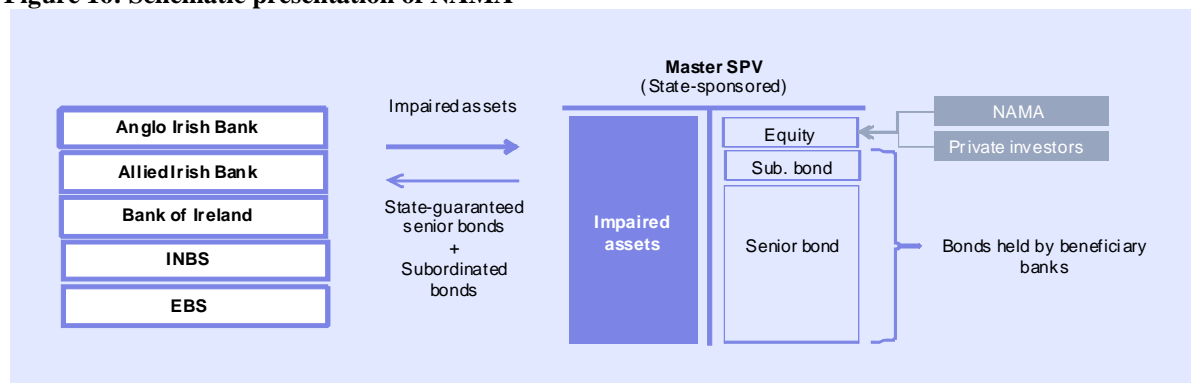 Figure 10: Schematic presentation of NAMA
Anglo Irish Bank
Allied Irish Bank
Bank of Ireland
INBS
EBS
Impaired assets
State-guaranteed
senior bonds
+
Subordinated
bonds
Master SPV
(State-sponsored)
Impaired
assets
Equity
Sub. bond
Senior bond
NAMA
Private investors
Bonds held by beneficiary
banks